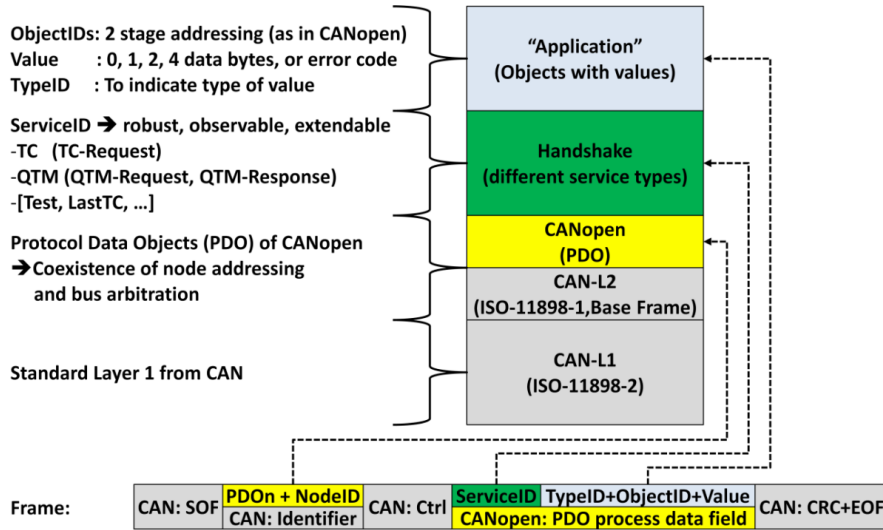 ObjectIDs: 2 stage addressing (as in CANopen)
Value : 0, 1, 2, 4 data bytes, or error code
TypeID : To indicate type of value
"Application"
(Objects with values)
ServiceID ➔ robust, observable, extendable
-TC (TC-Request)
-QTM (QTM-Request, QTM-Response)
-[Test, LastTC, …]
Handshake
(different service types)
Protocol Data Objects (PDO) of CANopen
➔Coexistence of node addressing
and bus arbitration
CANopen
(PDO)
CAN-L2
(ISO-11898-1,Base Frame)
Standard Layer 1 from CAN
CAN-L1
(ISO-11898-2)
Frame:
CAN: SOF
PDOn + NodeID
CAN: Identifier
CAN: Ctrl
ServiceID
TypeID+ObjectID+Value
CANopen: PDO process data field
CAN: CRC+EOF